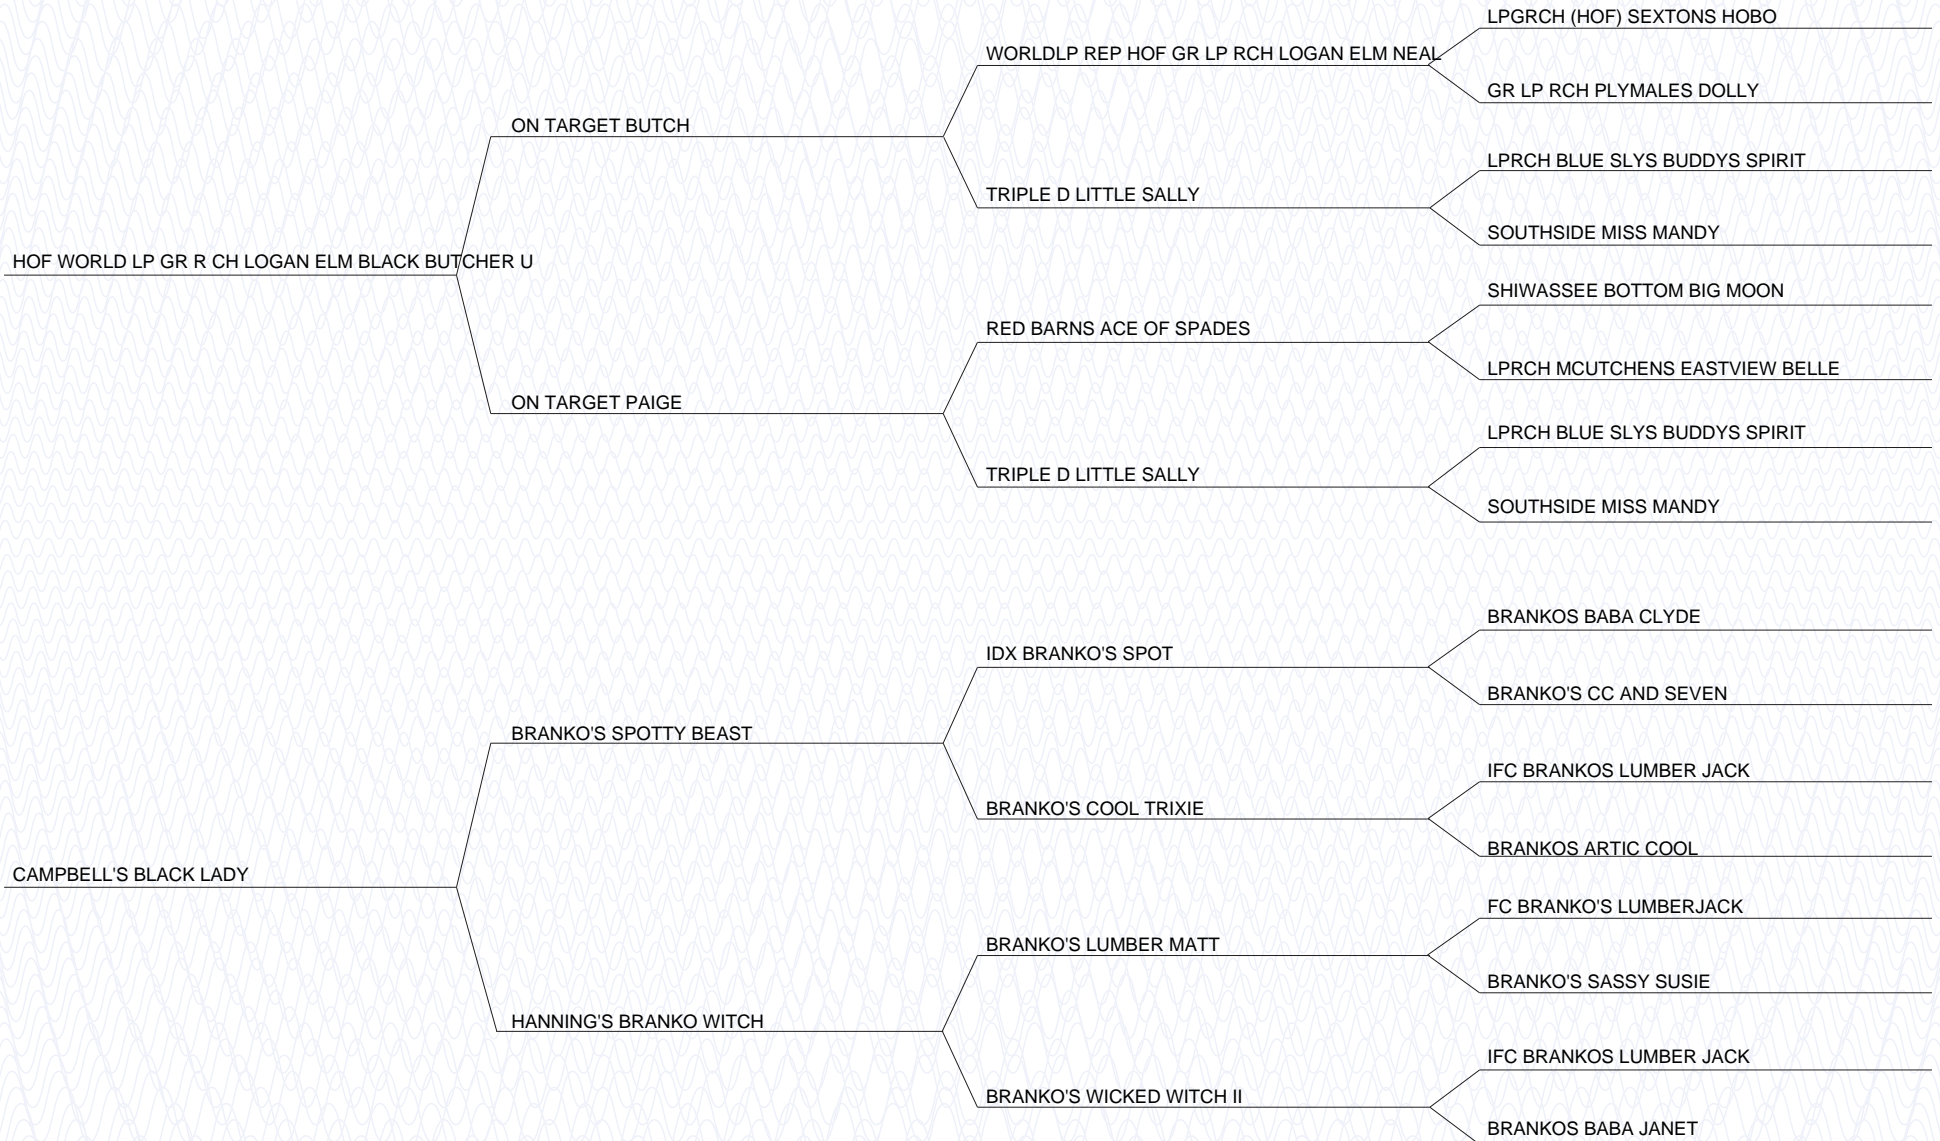 LPGRCH (HOF) SEXTONS HOBO
WORLDLP REP HOF GR LP RCH LOGAN ELM NEAL
GR LP RCH PLYMALES DOLLY
ON TARGET BUTCH
LPRCH BLUE SLYS BUDDYS SPIRIT
TRIPLE D LITTLE SALLY
SOUTHSIDE MISS MANDY
HOF WORLD LP GR R CH LOGAN ELM BLACK BUTCHER U
SHIWASSEE BOTTOM BIG MOON
RED BARNS ACE OF SPADES
LPRCH MCUTCHENS EASTVIEW BELLE
ON TARGET PAIGE
LPRCH BLUE SLYS BUDDYS SPIRIT
TRIPLE D LITTLE SALLY
SOUTHSIDE MISS MANDY
BRANKOS BABA CLYDE
IDX BRANKO'S SPOT
BRANKO'S CC AND SEVEN
BRANKO'S SPOTTY BEAST
IFC BRANKOS LUMBER JACK
BRANKO'S COOL TRIXIE
BRANKOS ARTIC COOL
CAMPBELL'S BLACK LADY
FC BRANKO'S LUMBERJACK
BRANKO'S LUMBER MATT
BRANKO'S SASSY SUSIE
HANNING'S BRANKO WITCH
IFC BRANKOS LUMBER JACK
BRANKO'S WICKED WITCH II
BRANKOS BABA JANET